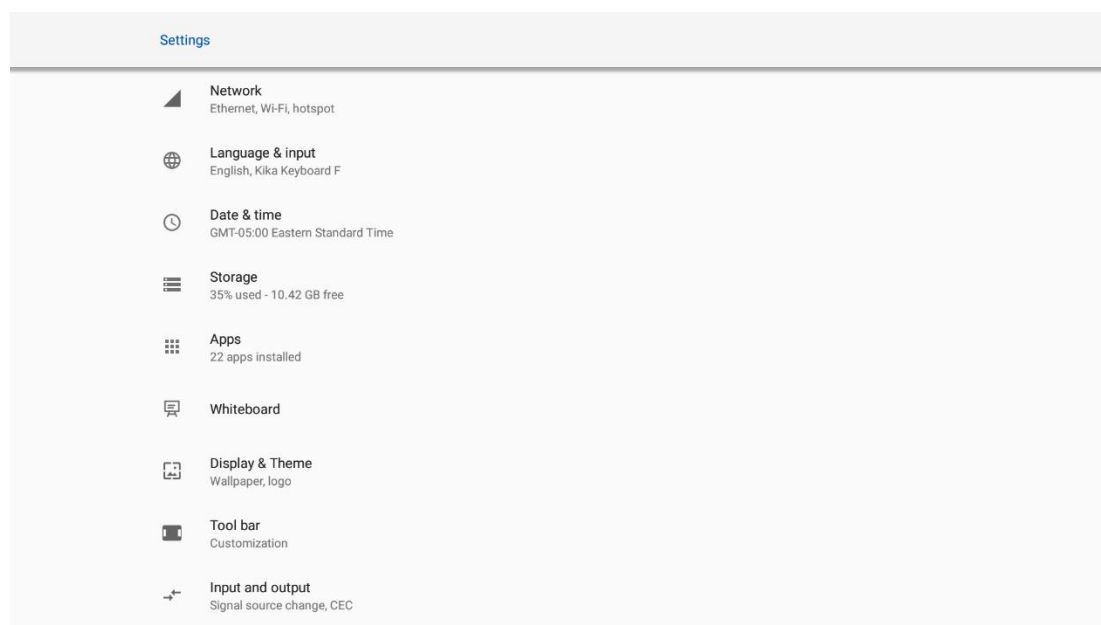 Settings
Network
Ethernet, Wi-Fi, hotspot
Language & input
English, Kika Keyboard F
Date & time
GMT-05:00 Eastern Standard Time
Storage
35% used - 10.42 GB free
Apps
22 apps installed
Whiteboard
Display & Theme
Wallpaper, logo
Tool bar
Customization
Input and output
Signal source change, CEC